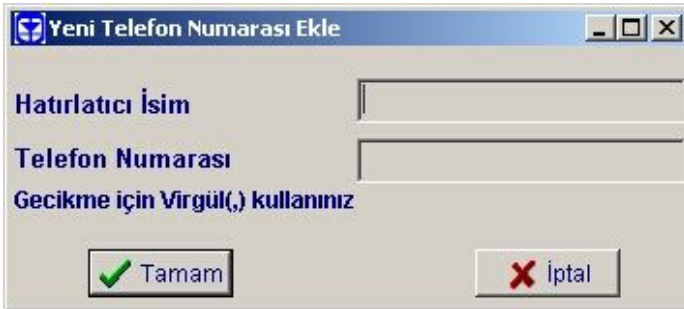 Yeni Telefon Numarası Ekle
Hatırlatıcı İsim
Telefon Numarası
Gecikme için Virgül(,) kullanınız
Tamam
İptal